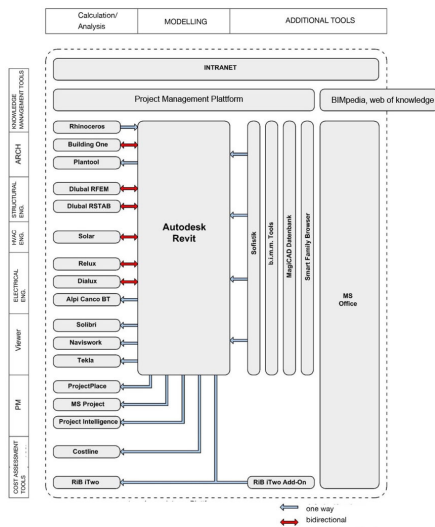 Calculation/
Analysis
MODELLING
ADDITIONAL TOOLS
INTRANET
KNOWLEDGE
MANAGEMENT TOOLS
Project Management Plattform
BIMpedia, web of knowledge
ARCH
Rhinoceros
Building One
Plantool
STRUCTURAL
ENG.
Dlubal RFEM
Dlubal RSTAB
HVAC
ENG.
Solar
ELECTRICAL
ENG.
Relux
Dialux
Alpi Canco BT
Viewer
Solibri
Naviswork
Tekla
PM
ProjectPlace
MS Project
Project Intelligence
COST ASSESSMENT
TOOLS
Costline
RiB iTwo
Autodesk
Revit
Sofistik
b.i.m.m. Tools
MagiCAD Datenbank
Smart Family Browser
MS
Office
RiB iTwo Add-On
one way
bidirectional